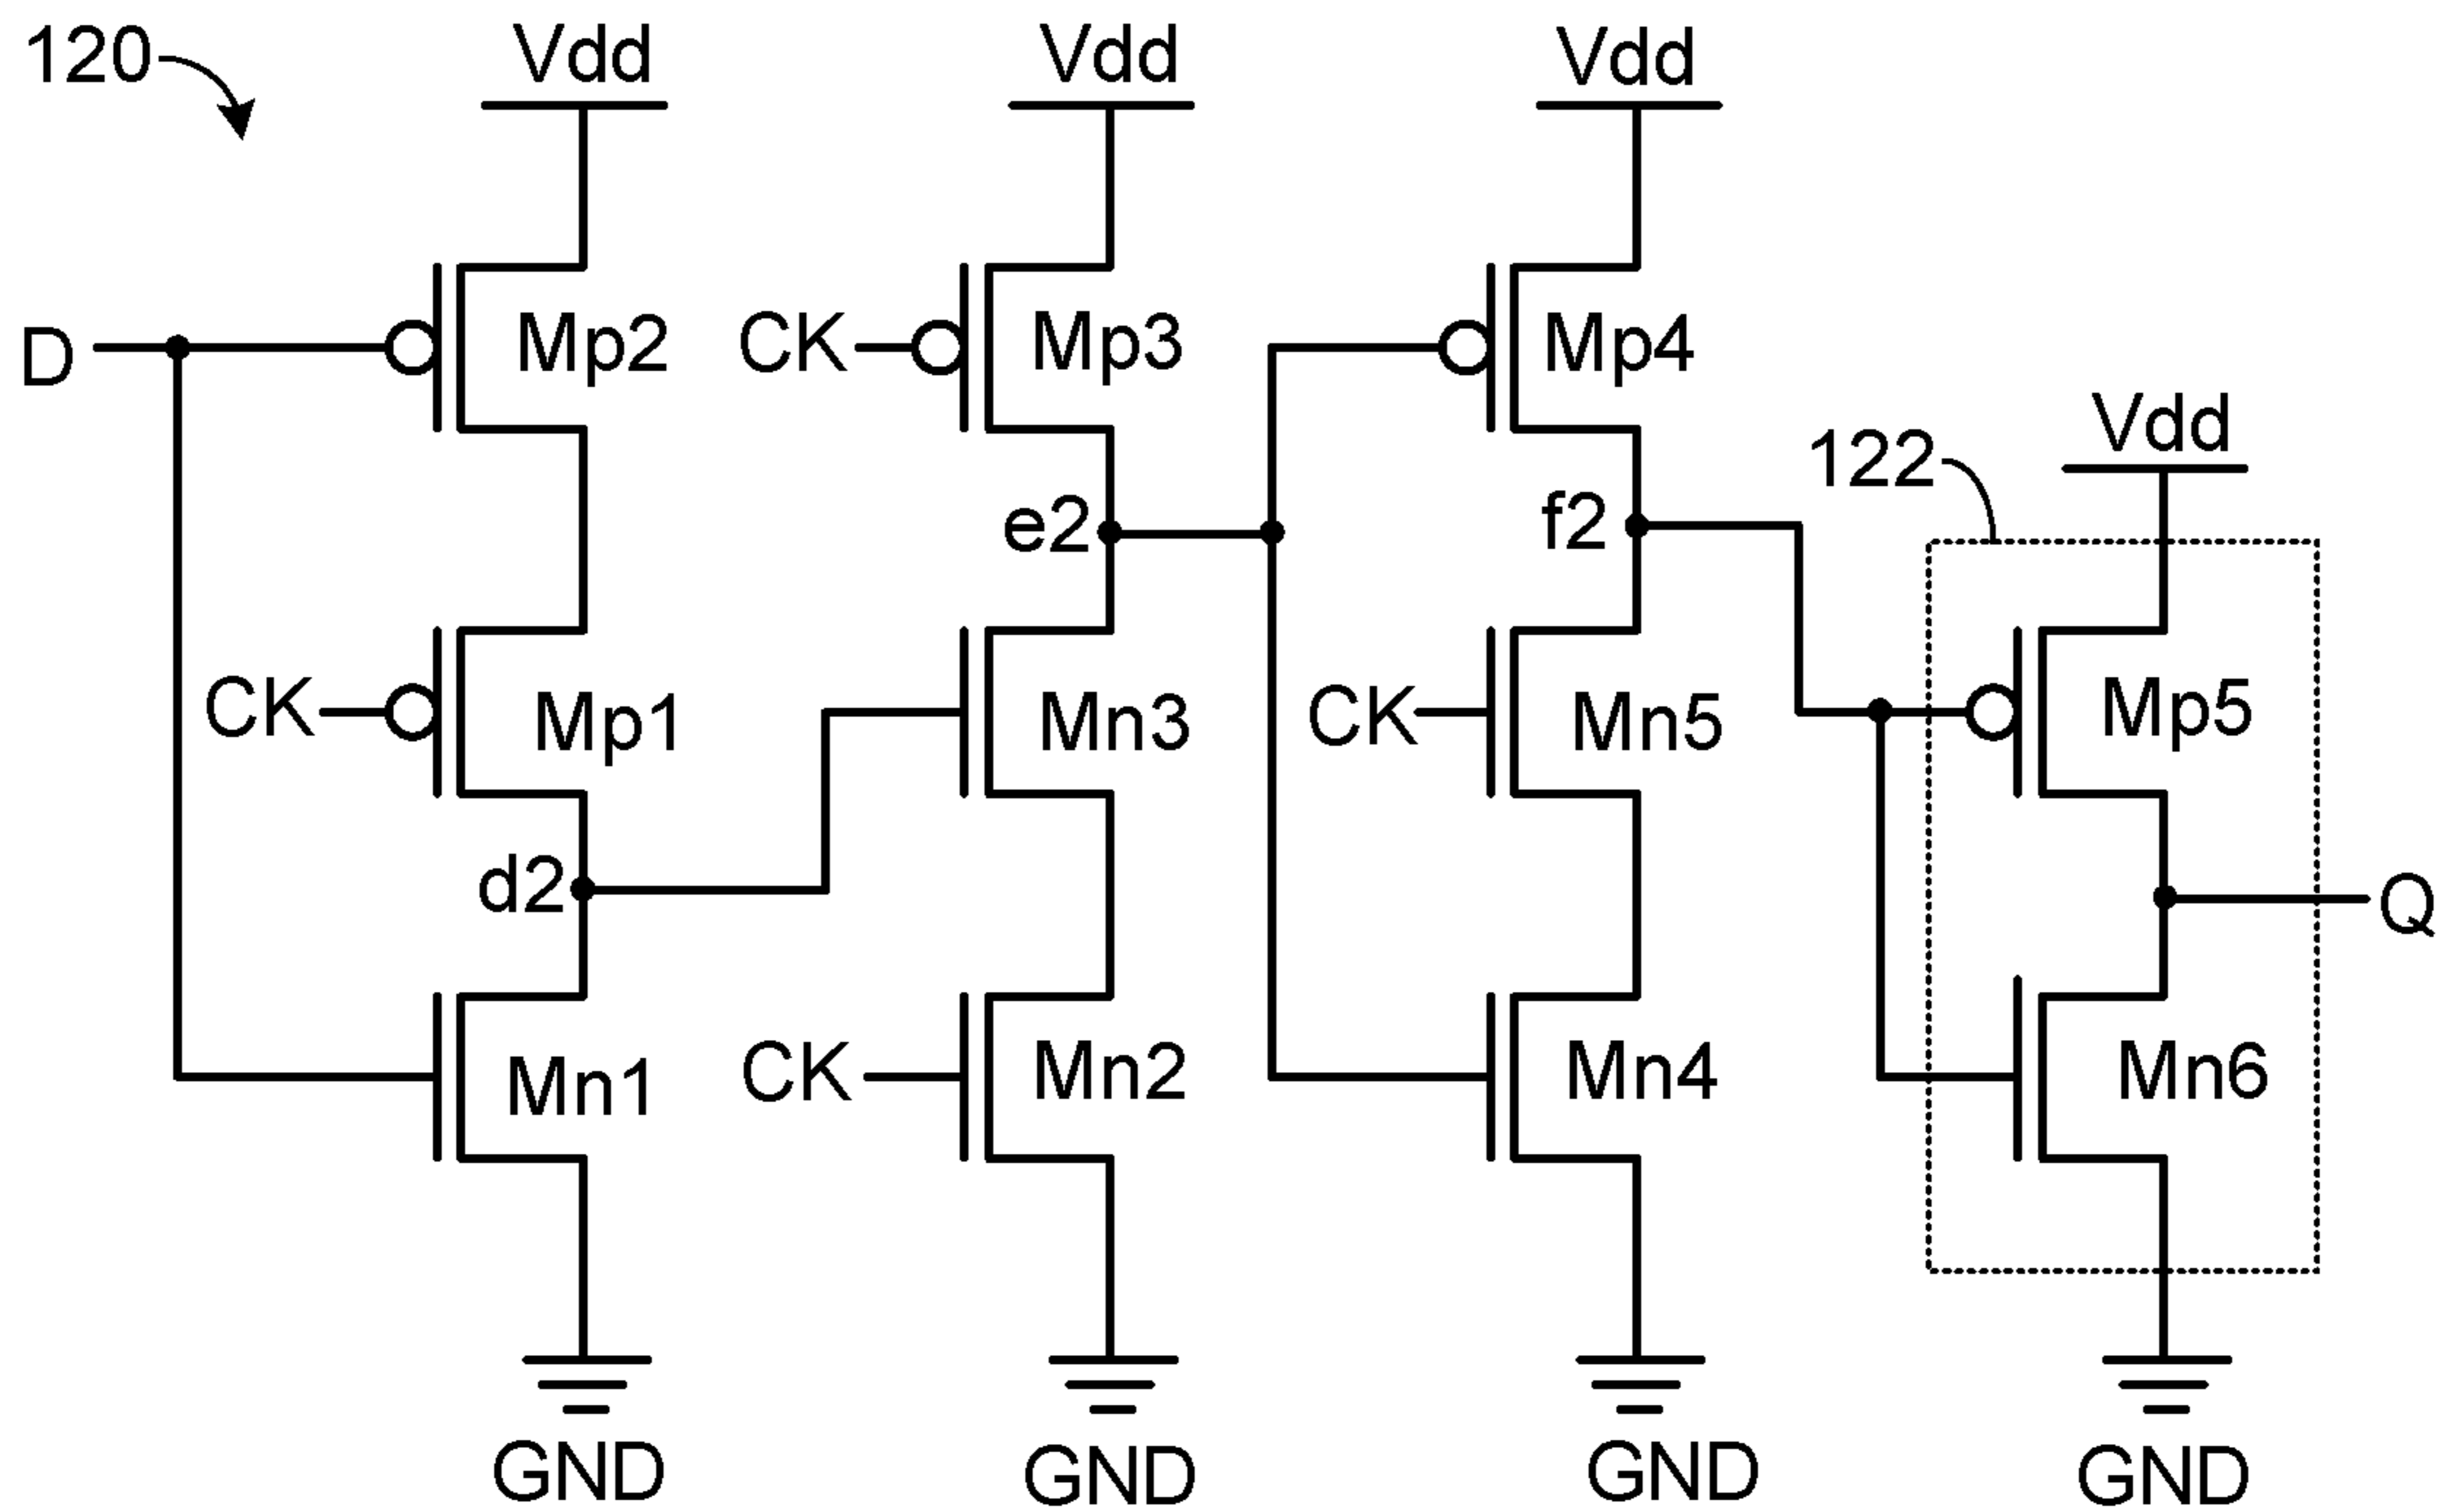 120
Vdd
Vdd
Vdd
D
Mp2
CK
Mp3
Mp4
Vdd
122
e2
f2
CK
Mp1
Mn3
CK
Mn5
Mp5
d2
Q
Mn1
CK
Mn2
Mn4
Mn6
GND
GND
GND
GND